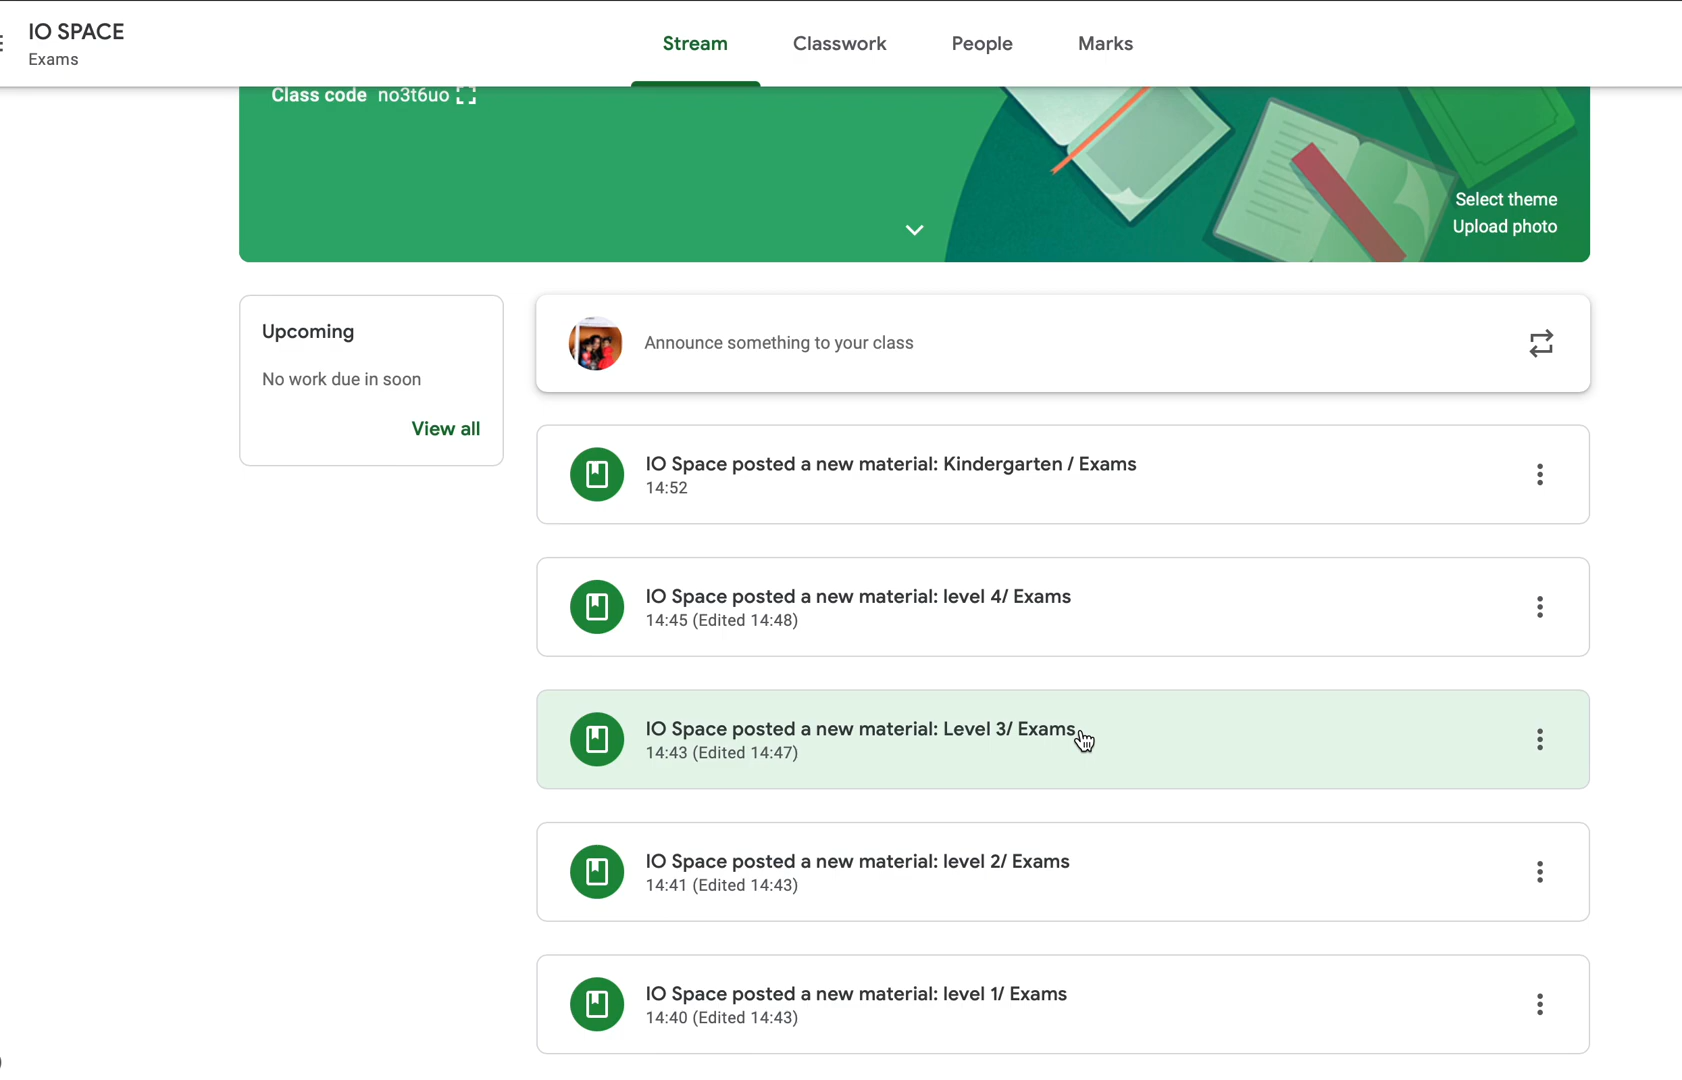 IO SPACE
Exams
Stream
Classwork
People
Marks
Class code no3t6uo
Select theme
Upload photo
Upcoming
No work due in soon
View all
Announce something to your class
IO Space posted a new material: Kindergarten / Exams
14:52
IO Space posted a new material: level 4/ Exams
14:45 (Edited 14:48)
IO Space posted a new material: Level 3/ Exams
14:43 (Edited 14:47)
IO Space posted a new material: level 2/ Exams
14:41 (Edited 14:43)
IO Space posted a new material: level 1/ Exams
14:40 (Edited 14:43)